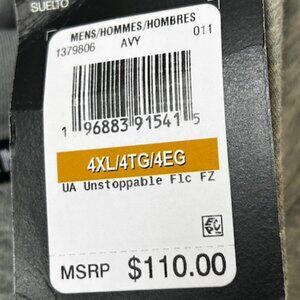 SUELTO
MENS/HOMMES/HOMBRES
1379806 AVY 011
1 96883 91541 5
4XL/4TG/4EG
UA Unstoppable Flc FZ
MSRP $110.00